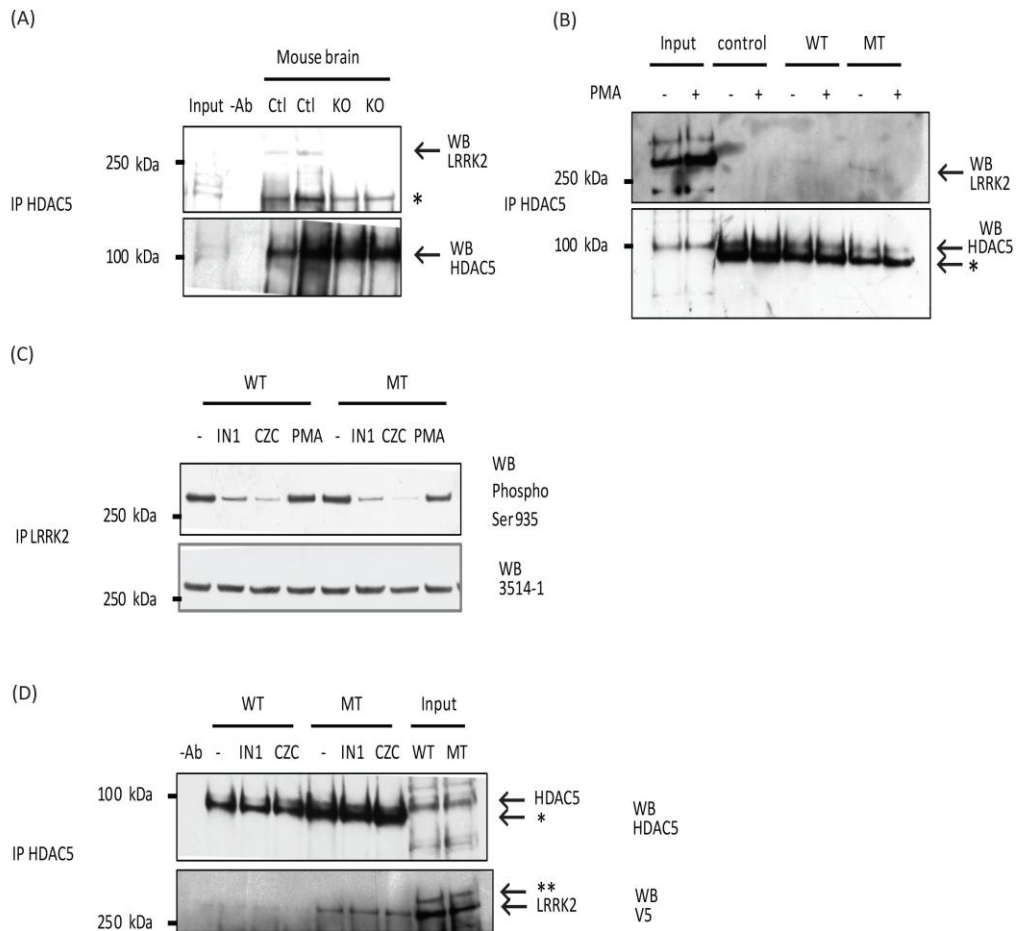 (A)
Mouse brain
Input -Ab Ctl Ctl KO KO
250 kDa
WB
LRRK2
IP HDAC5
*
100 kDa
WB
HDAC5
(B)
Input control WT MT
PMA - + - + - + - +
250 kDa
WB
LRRK2
IP HDAC5
100 kDa
WB
HDAC5
*
(C)
WT MT
- IN1 CZC PMA - IN1 CZC PMA
WB
Phospho
Ser935
250 kDa
IP LRRK2
WB
3514-1
250 kDa
(D)
WT MT Input
-Ab - IN1 CZC - IN1 CZC WT MT
100 kDa
HDAC5
*
WB
HDAC5
IP HDAC5
**
LRRK2
WB
V5
250 kDa